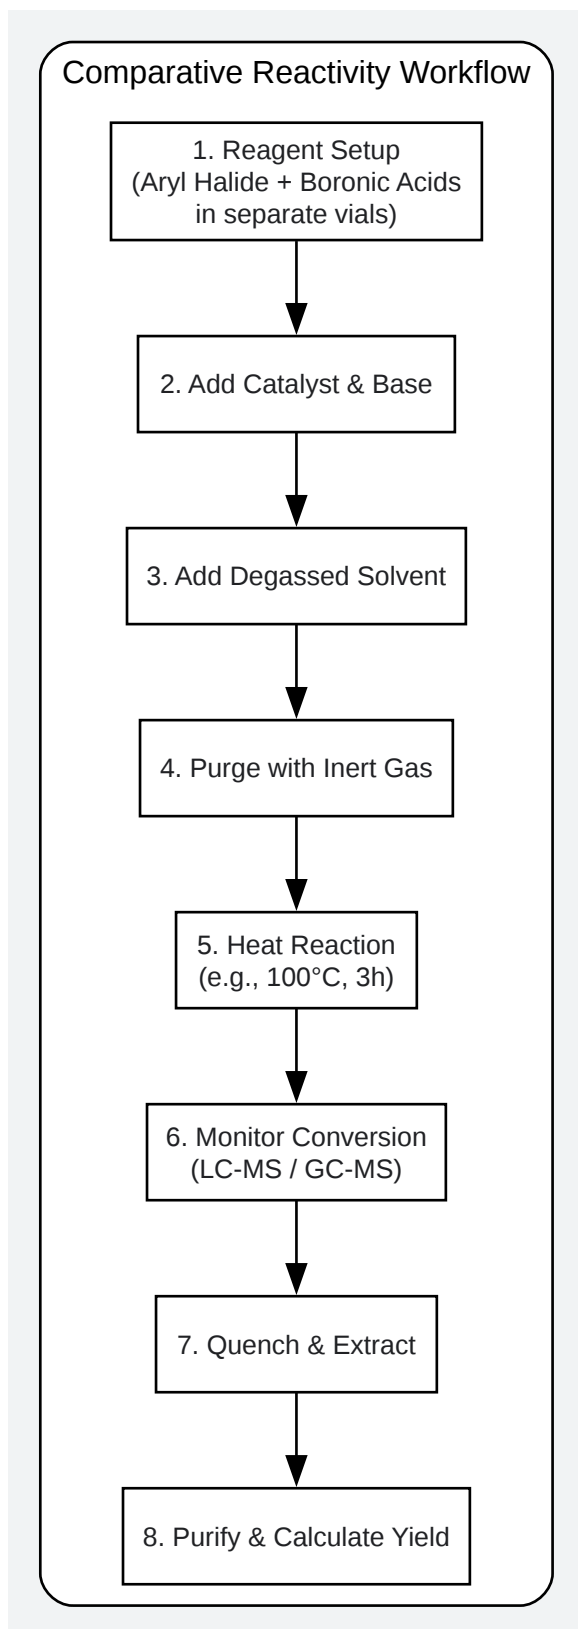 Comparative Reactivity Workflow
1. Reagent Setup
(Aryl Halide + Boronic Acids
in separate vials)
2. Add Catalyst & Base
3. Add Degassed Solvent
4. Purge with Inert Gas
5. Heat Reaction
(e.g., 100°C, 3h)
6. Monitor Conversion
(LC-MS / GC-MS)
7. Quench & Extract
8. Purify & Calculate Yield